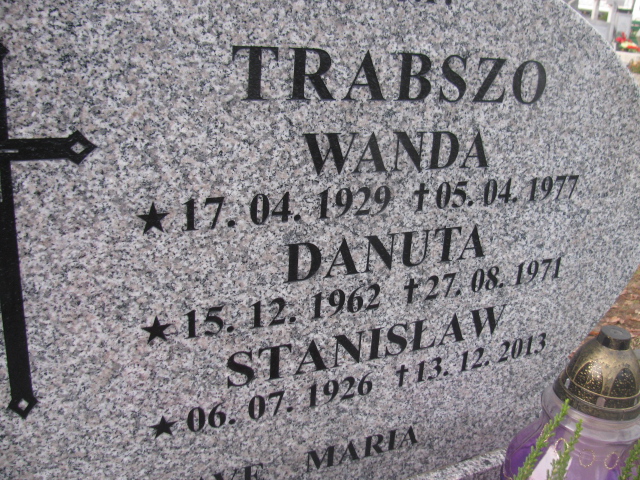 TRABSZO
WANDA
★ 17. 04. 1929 † 05. 04. 1977
DANUTA
★ 15. 12. 1962 † 27. 08. 1971
STANISŁAW
★ 06. 07. 1926 † 13. 12. 2013
AVE MARIA